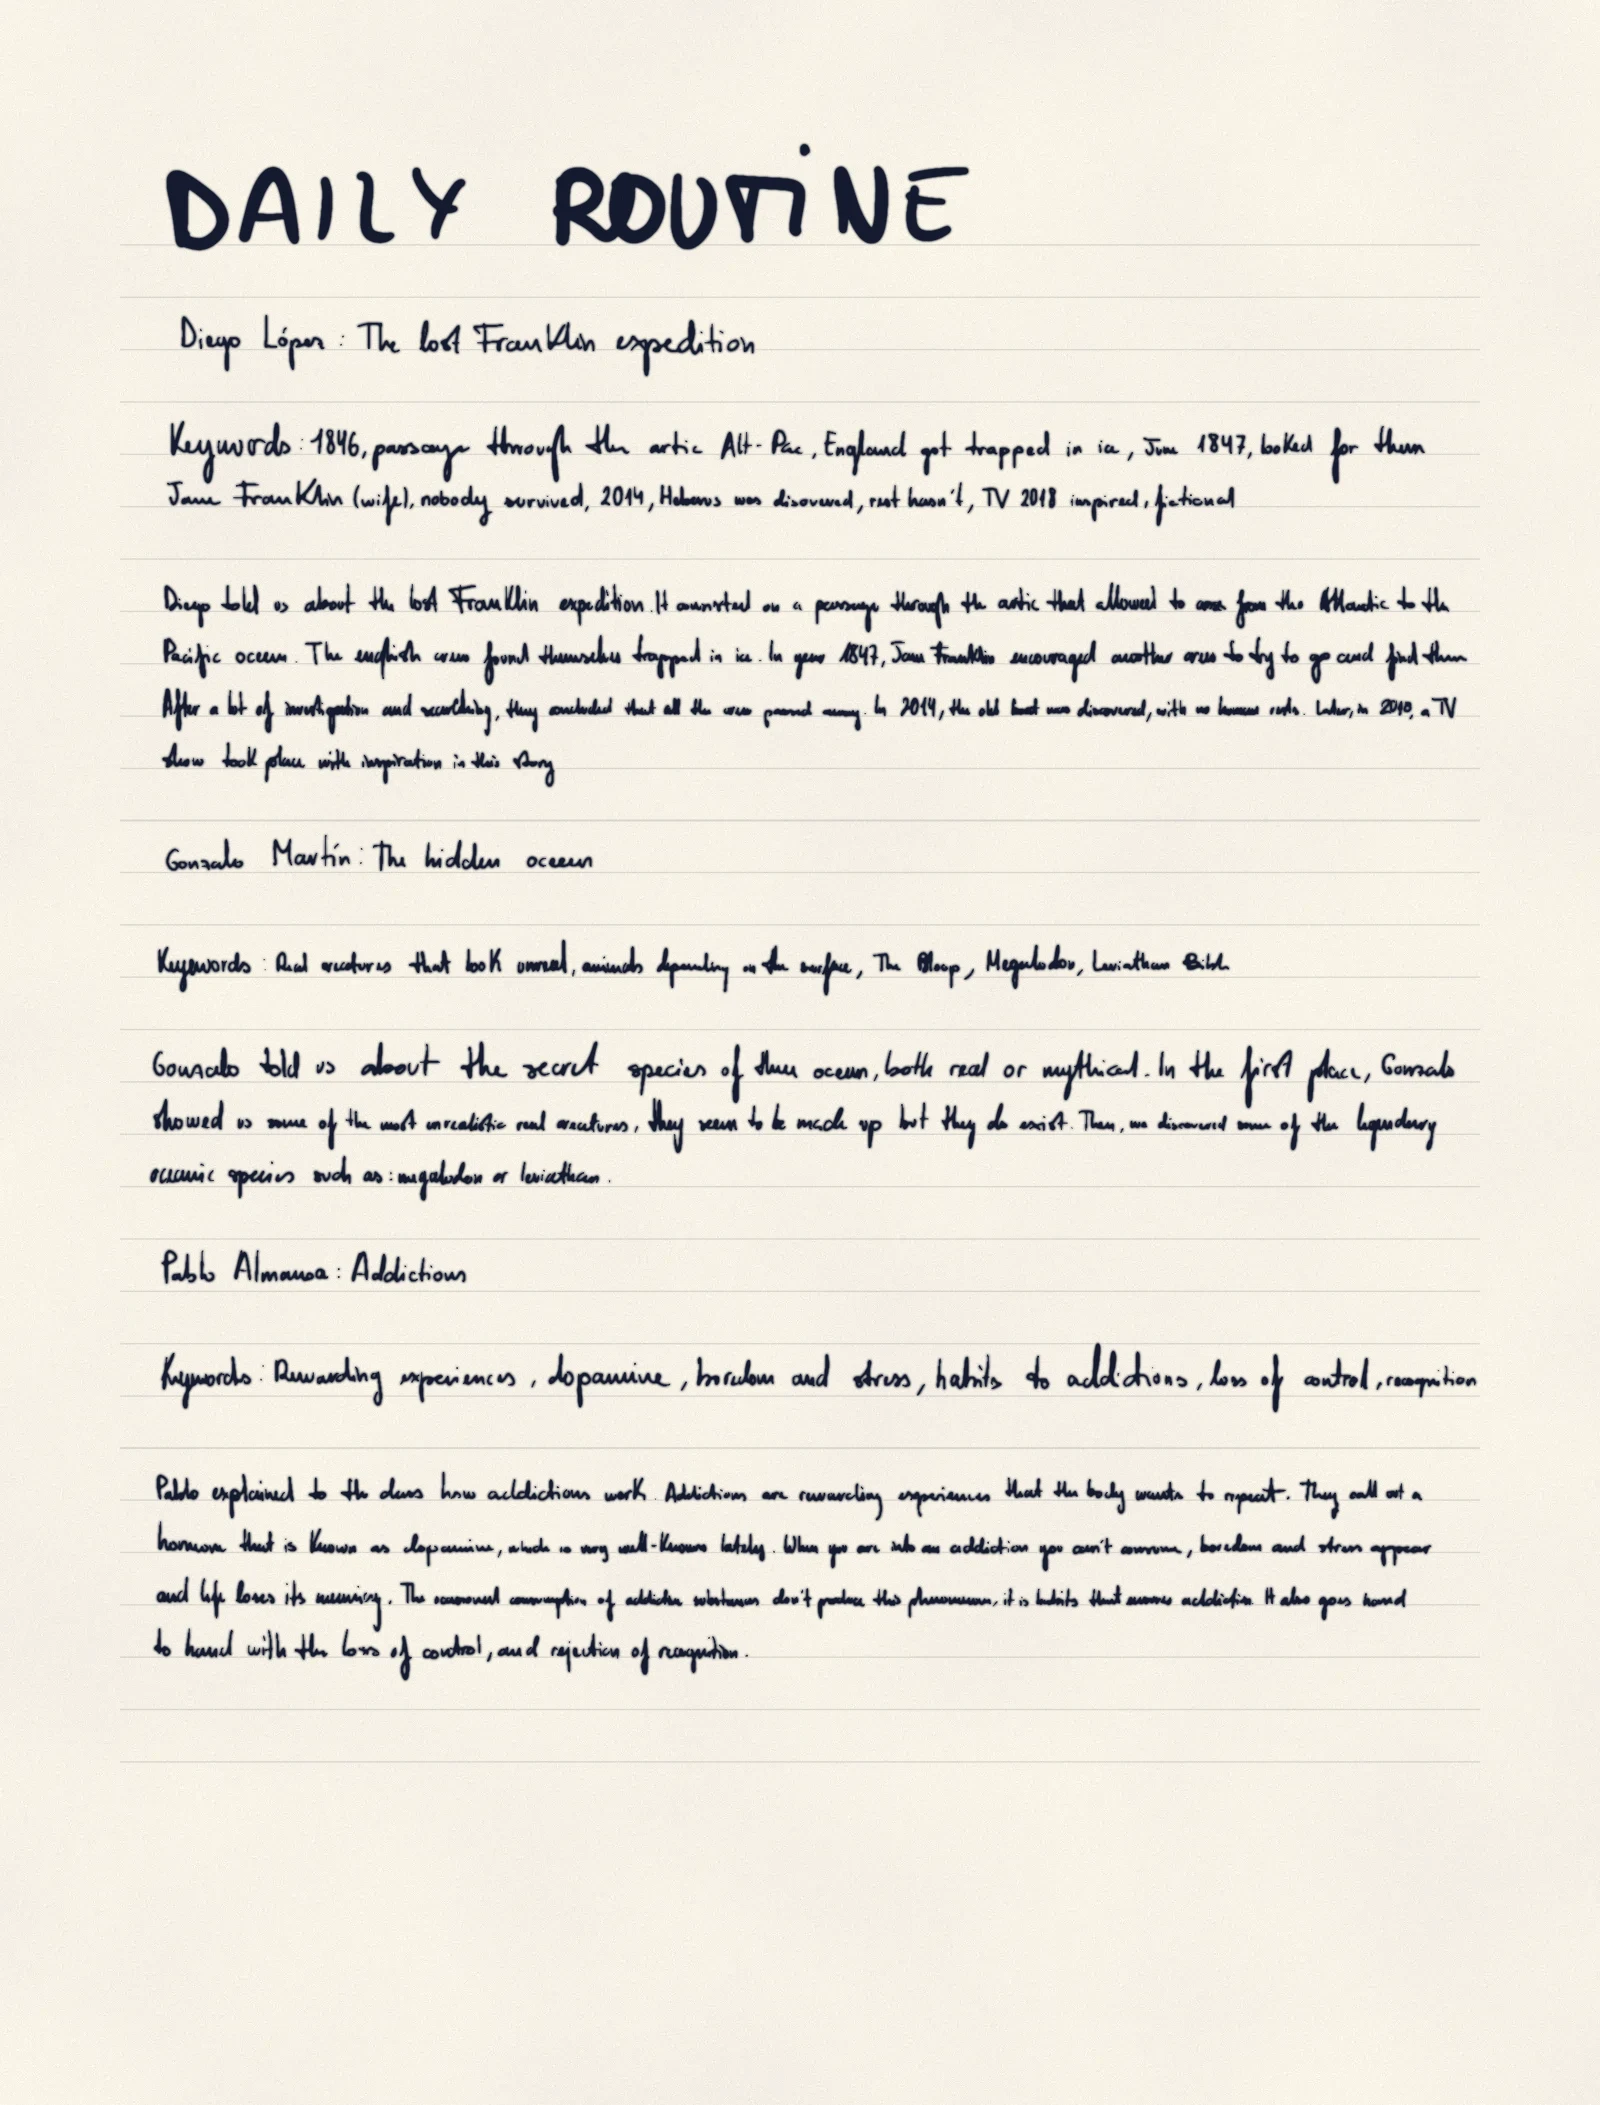 DAILY ROUTINE
Diego López: The lost Franklin expedition
Keywords: 1846, passage through the artic Alt-Pac, England got trapped in ice, June 1847, looked for them
Jane Franklin (wife), nobody survived, 2014, was discovered, rest hasn't, TV 2018 inspired, fictional
Diego told us about the lost Franklin expedition. It consisted on a passage through the artic that allowed to cross from the Atlantic to the
Pacific ocean. The english crew found themselves trapped in ice. In year 1847, Jane Franklin encouraged another crew to try to go and find them
After a lot of investigation and searching, they concluded that all the crew passed away. In 2014, the old boat was discovered, with no human rests. Later, in a TV
show took place with inspiration in this story
Gonzalo Martín: The hidden ocean
Keywords: Real creatures that look unreal, animals depending on the surface, The Bloop, Megalodon, Leviathan
Gonzalo told us about the secret species of the ocean, both real or mythical. In the first place, Gonzalo
showed us some of the most unrealistic real creatures, they seem to be made up but they do exist. Then, we discovered some of the legendary
oceanic species such as: megalodon or leviathan.
Pablo Almansa: Addictions
Keywords: Rewarding experiences, dopamine, boredom and stress, habits to addictions, loss of control, recognition
Pablo explained to the class how addictions work. Addictions are rewarding experiences that the body wants to repeat. They call out a
hormone that is known as dopamine, which is very well-known lately. When you are into an addiction you can't consume, boredom and stress appear
and life loses its meaning. The consumption of addictive substances don't produce this phenomenon, it is habits that addiction. It also goes hand
to hand with the loss of control, and rejection of recognition.